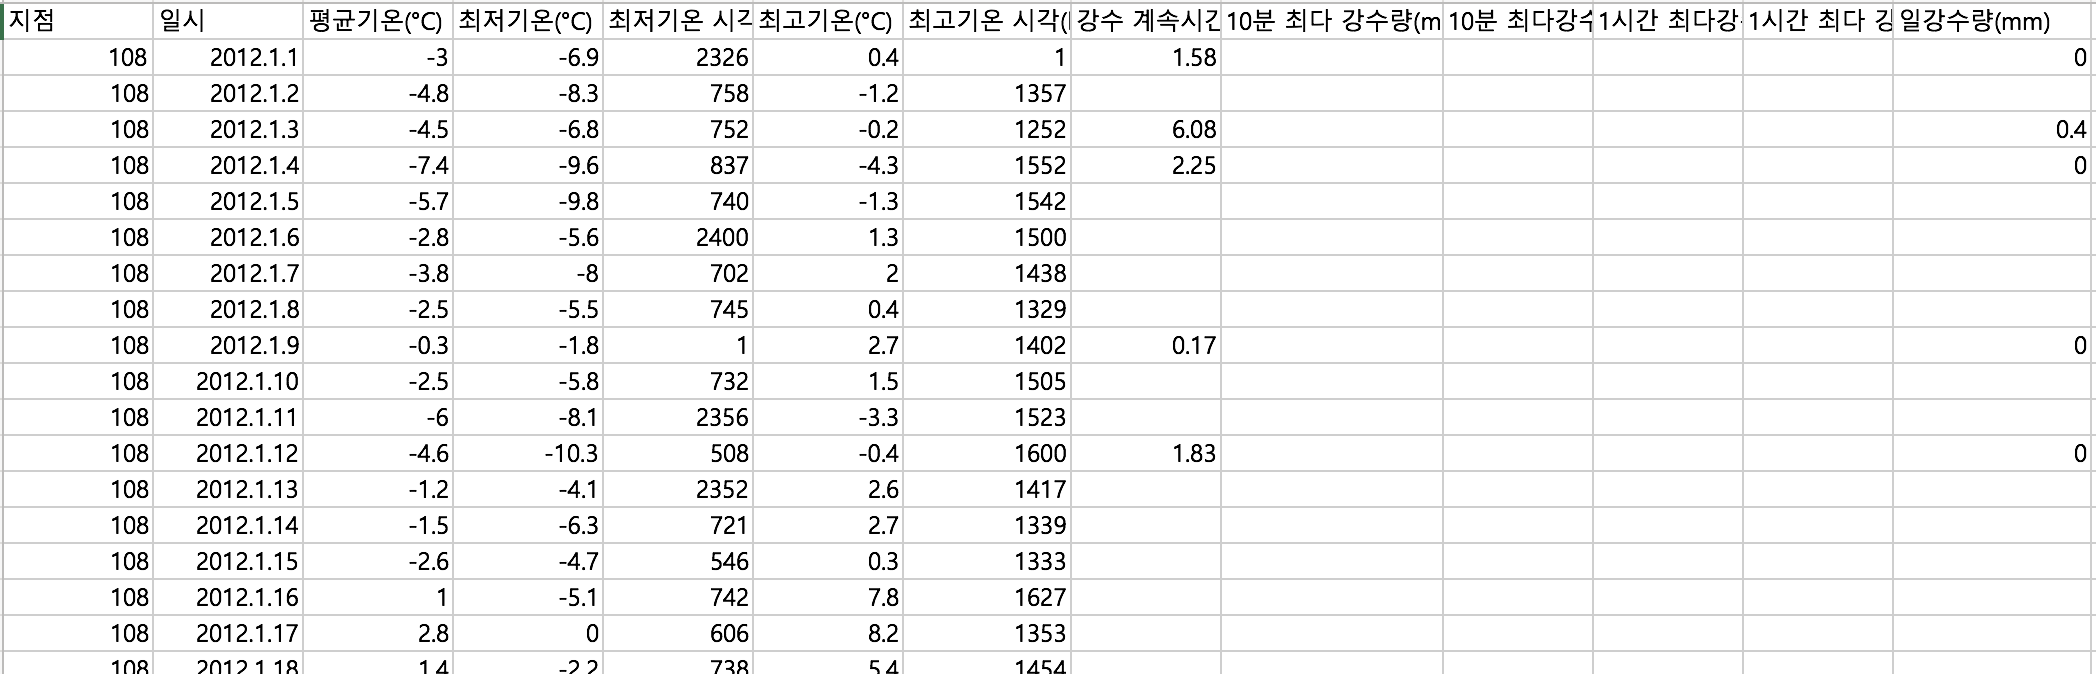 지점 일시 평균기온(°C) 최저기온(°C) 최저기온 시각 최고기온(°C) 최고기온 시각( 강수 계속시간 10분 최다 강수량(m 10분 최다강수 1시간 최다강 1시간 최다 강 일강수량(mm)
108 2012.1.1 -3 -6.9 2326 0.4 1 1.58 0
108 2012.1.2 -4.8 -8.3 758 -1.2 1357
108 2012.1.3 -4.5 -6.8 752 -0.2 1252 6.08 0.4
108 2012.1.4 -7.4 -9.6 837 -4.3 1552 2.25 0
108 2012.1.5 -5.7 -9.8 740 -1.3 1542
108 2012.1.6 -2.8 -5.6 2400 1.3 1500
108 2012.1.7 -3.8 -8 702 2 1438
108 2012.1.8 -2.5 -5.5 745 0.4 1329
108 2012.1.9 -0.3 -1.8 1 2.7 1402 0.17 0
108 2012.1.10 -2.5 -5.8 732 1.5 1505
108 2012.1.11 -6 -8.1 2356 -3.3 1523
108 2012.1.12 -4.6 -10.3 508 -0.4 1600 1.83 0
108 2012.1.13 -1.2 -4.1 2352 2.6 1417
108 2012.1.14 -1.5 -6.3 721 2.7 1339
108 2012.1.15 -2.6 -4.7 546 0.3 1333
108 2012.1.16 1 -5.1 742 7.8 1627
108 2012.1.17 2.8 0 606 8.2 1353
108 2012.1.18 1.4 -2.2 738 5.4 1454